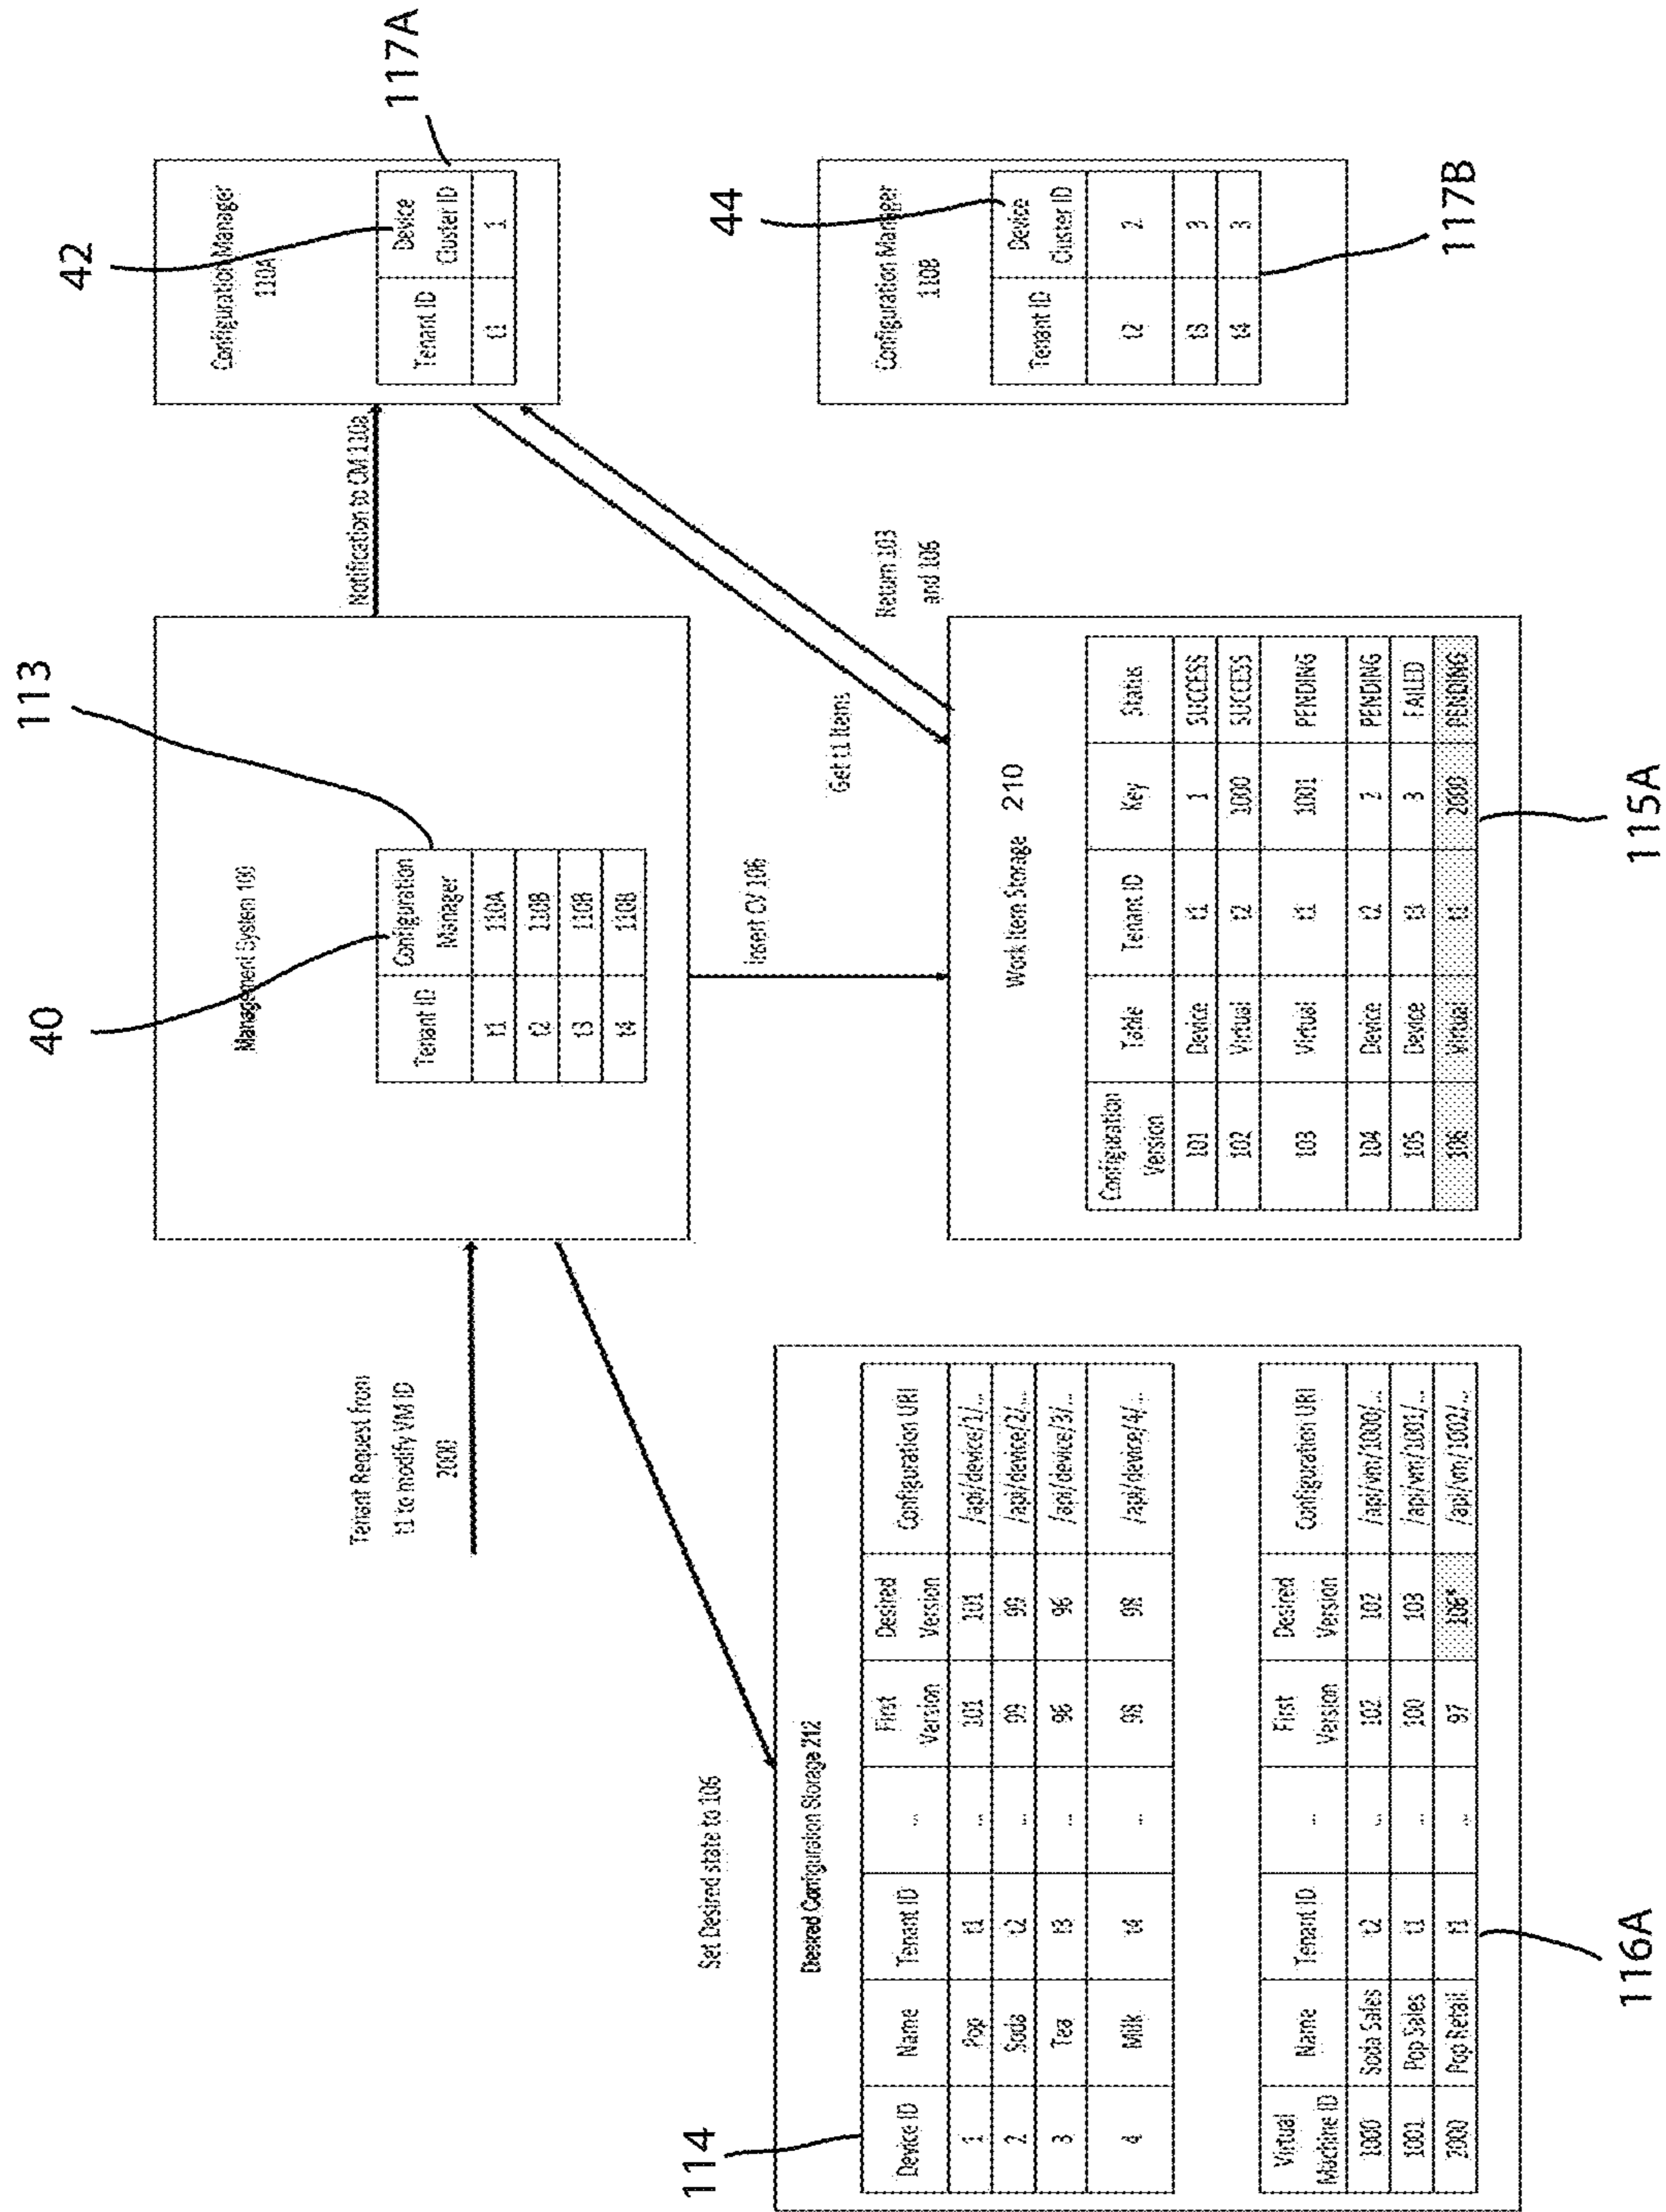 40
113
42
117A
Management System 100
Tenant ID | Configuration Manager
t1 | 110A
t2 | 110B
t3 | 110B
t4 | 110B
Notification to CM 110a
Configuration Manager
110A
Tenant ID | Device Cluster ID
t1 | 1
44
Configuration Manager
110B
Tenant ID | Device Cluster ID
t2 | 2
t3 | 3
t4 | 3
117B
Tenant Request from
t1 to modify VM ID
2000
Insert CV 106
Get t1 Items
Return 103
and 106
Set Desired state to 106
114
Desired Configuration Storage 212
Device ID | Name | Tenant ID | ... | First Version | Desired Version | Configuration URI
1 | Pop | t1 | ... | 101 | 101 | /api/device/1/...
2 | Soda | t2 | ... | 99 | 99 | /api/device/2/...
3 | Tea | t3 | ... | 96 | 96 | /api/device/3/...
4 | Milk | t4 | ... | 98 | 98 | /api/device/4/...
Virtual Machine ID | Name | Tenant ID | ... | First Version | Desired Version | Configuration URI
1000 | Soda Sales | t2 | ... | 102 | 102 | /api/vm/1000/...
1001 | Pop Sales | t1 | ... | 100 | 103 | /api/vm/1001/...
2000 | Pop Retail | t1 | ... | 97 | 106* | /api/vm/1002/...
116A
Work Item Storage 210
Configuration Version | Table | Tenant ID | Key | Status
101 | Device | t1 | 1 | SUCCESS
102 | Virtual | t2 | 1000 | SUCCESS
103 | Virtual | t1 | 1001 | PENDING
104 | Device | t2 | 2 | PENDING
105 | Device | t3 | 3 | FAILED
106 | Virtual | t1 | 2000 | PENDING
115A